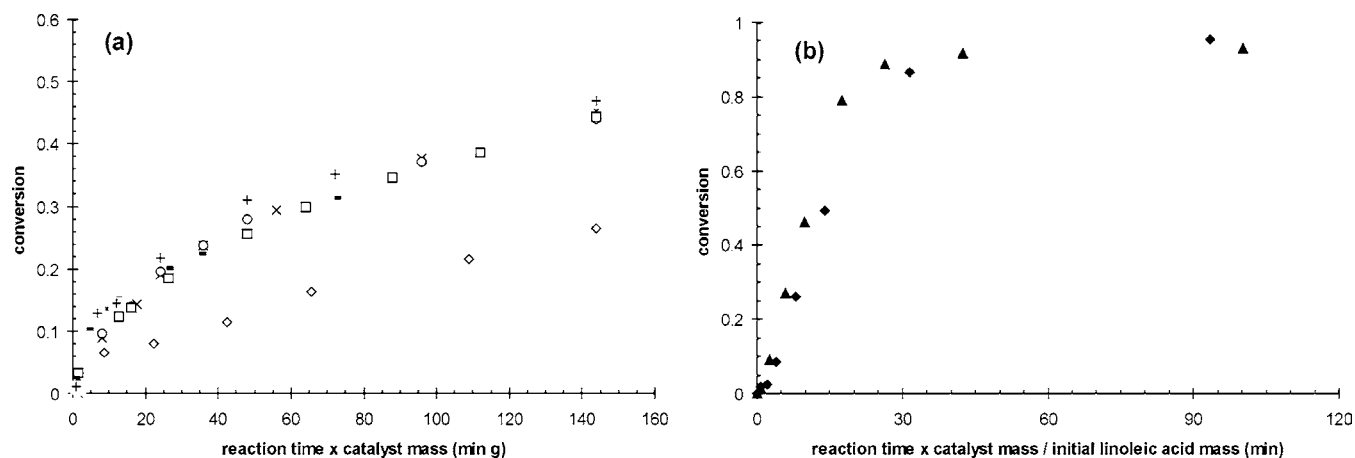 (a)
0.6
0.5
0.4
0.3
0.2
0.1
0
conversion
0 20 40 60 80 100 120 140 160
reaction time x catalyst mass (min g)
(b)
1
0.8
0.6
0.4
0.2
0
conversion
0 30 60 90 120
reaction time x catalyst mass / initial linoleic acid mass (min)